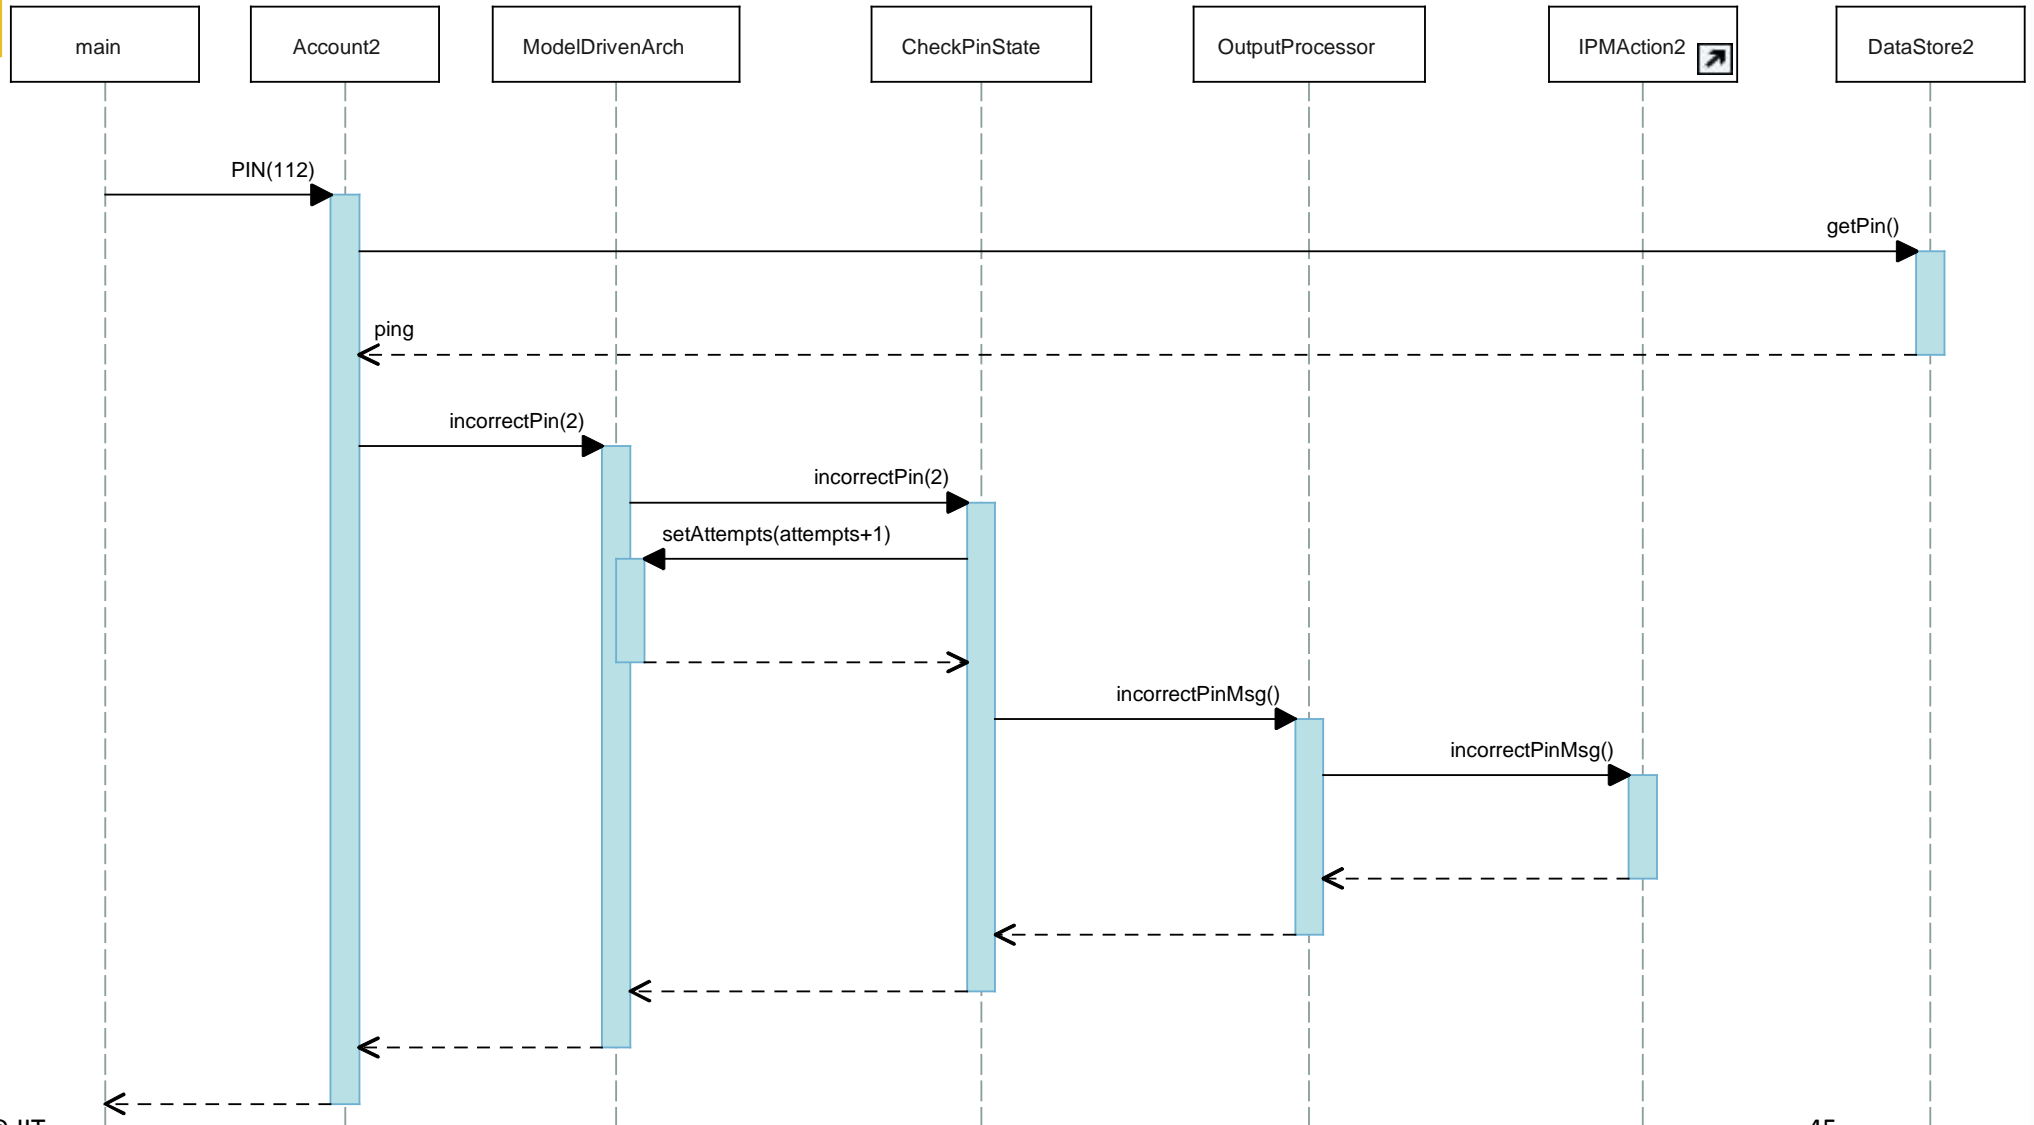 main
Account2
ModelDrivenArch
CheckPinState
OutputProcessor
IPMAction2
DataStore2
PIN(112)
getPin()
ping
incorrectPin(2)
incorrectPin(2)
setAttempts(attempts+1)
incorrectPinMsg()
incorrectPinMsg()